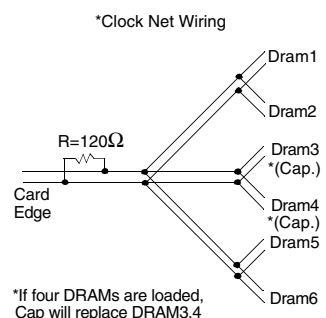 *Clock Net Wiring
Dram1
Dram2
R=120Ω
Dram3
*(Cap.)
Card
Edge
Dram4
*(Cap.)
Dram5
Dram6
*If four DRAMs are loaded,
Cap will replace DRAM3,4